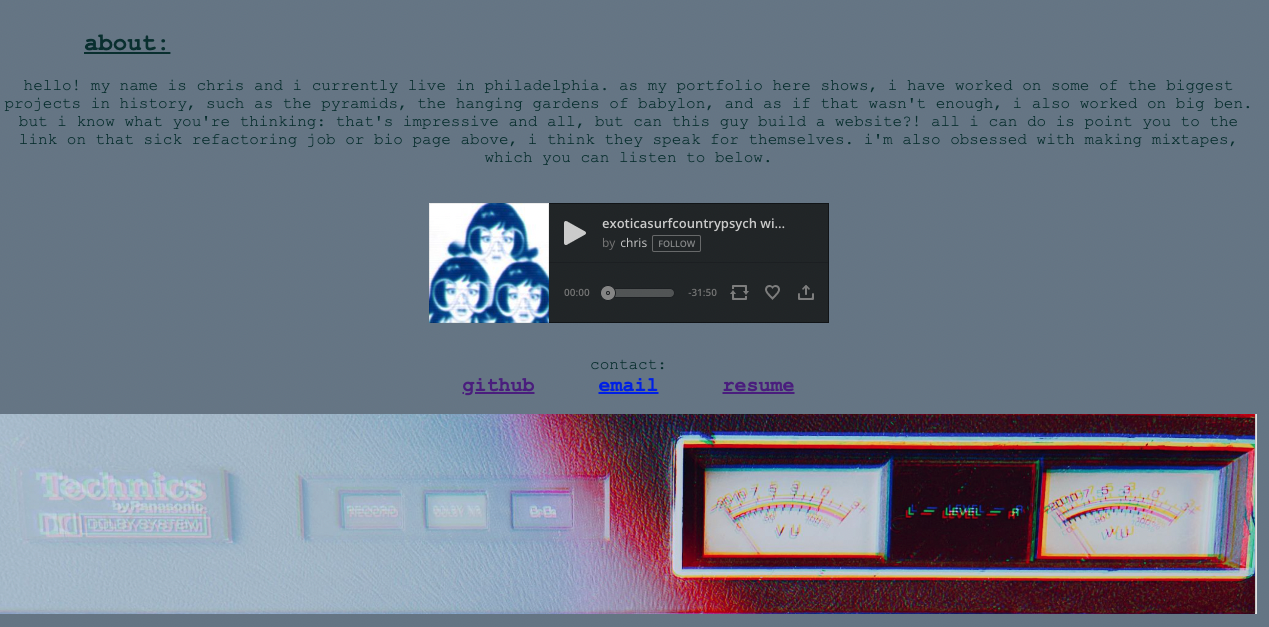 about:
hello! my name is chris and i currently live in philadelphia. as my portfolio here shows, i have worked on some of the biggest
projects in history, such as the pyramids, the hanging gardens of babylon, and as if that wasn't enough, i also worked on big ben.
but i know what you're thinking: that's impressive and all, but can this guy build a website?! all i can do is point you to the
link on that sick refactoring job or bio page above, i think they speak for themselves. i'm also obsessed with making mixtapes,
which you can listen to below.
exoticasurfcountrypsych wi...
by chris FOLLOW
00:00 -31:50
contact:
github email resume
Technics
by Panasonic
DOLBY SYSTEM
RECORD
L — LEVEL — R
VU VU